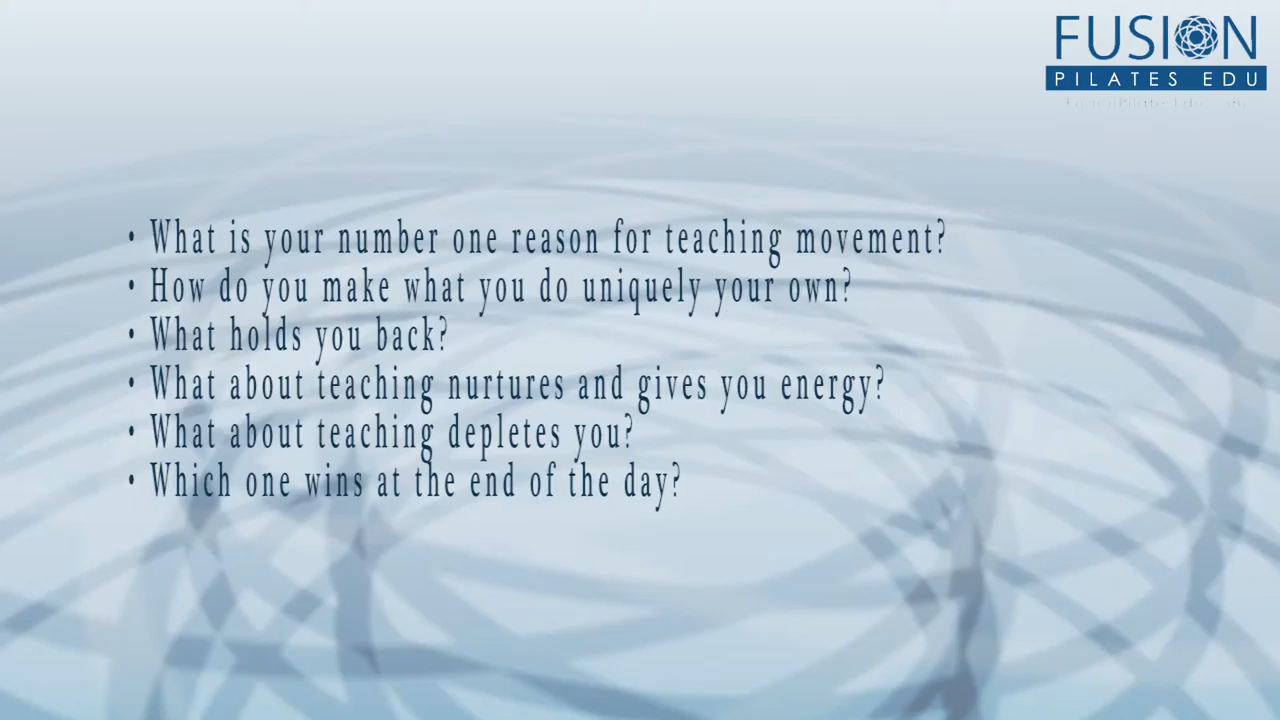 FUSION
PILATES EDU
• What is your number one reason for teaching movement?
• How do you make what you do uniquely your own?
• What holds you back?
• What about teaching nurtures and gives you energy?
• What about teaching depletes you?
• Which one wins at the end of the day?